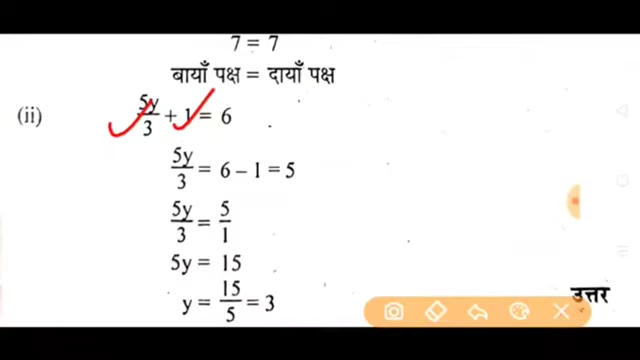 7 = 7
बायाँ पक्ष = दायाँ पक्ष
(ii) 5y/3 + 1 = 6
5y/3 = 6 – 1 = 5
5y/3 = 5/1
5y = 15
y = 15/5 = 3 उत्तर